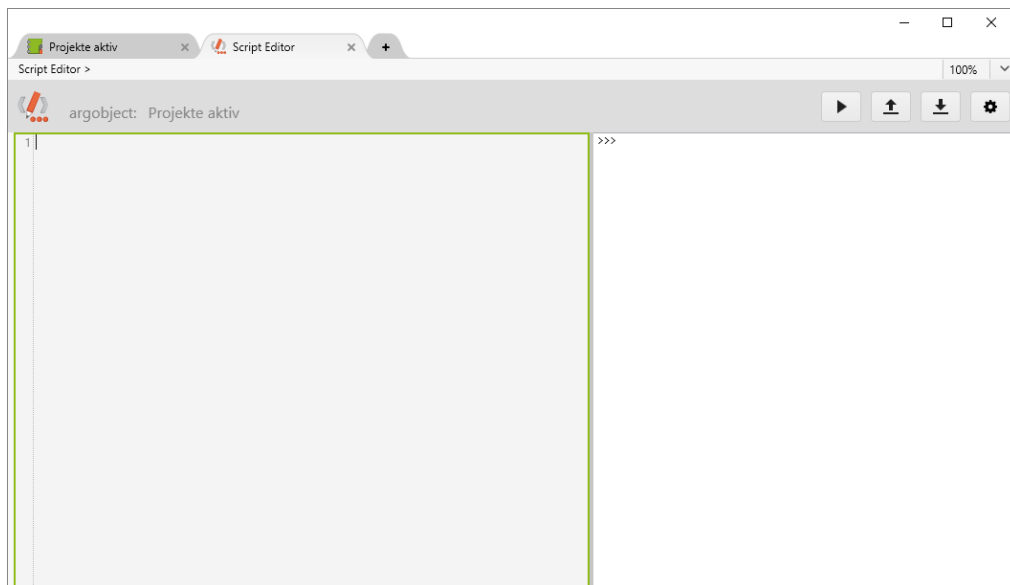 Projekte aktiv
Script Editor
Script Editor >
100%
argobject: Projekte aktiv
1
>>>